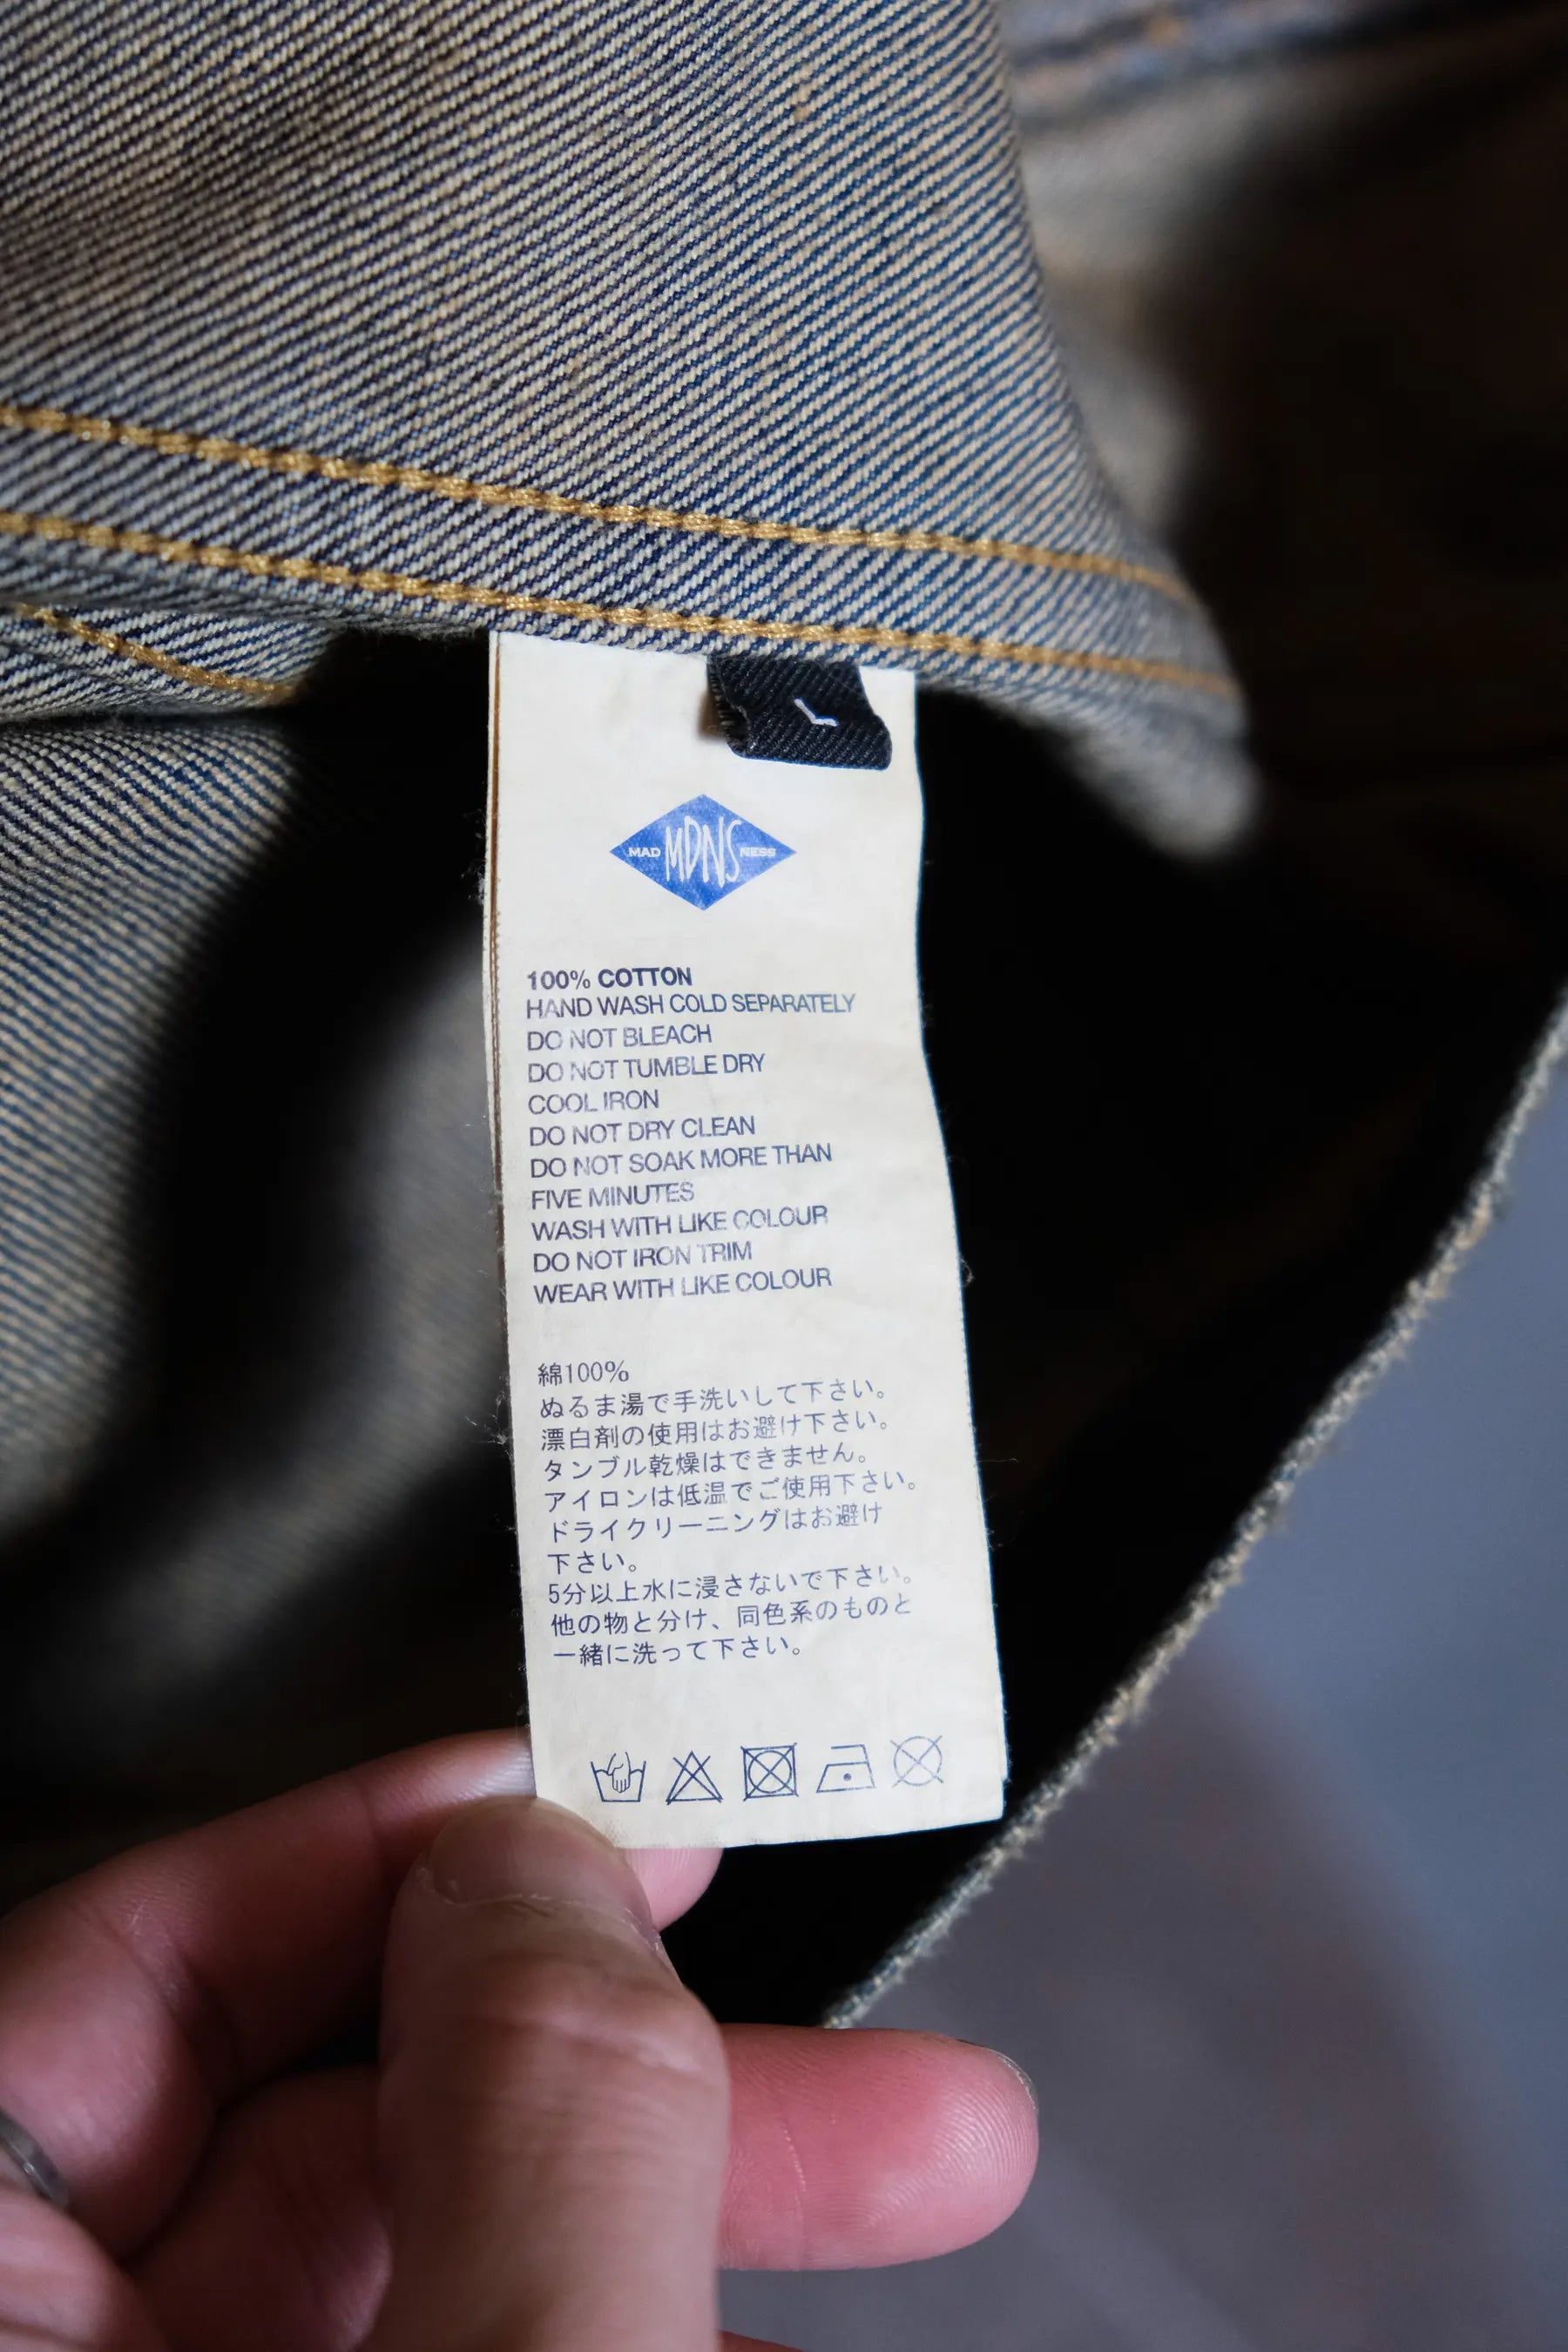 L
MAD MDNS NESS
100% COTTON
HAND WASH COLD SEPARATELY
DO NOT BLEACH
DO NOT TUMBLE DRY
COOL IRON
DO NOT DRY CLEAN
DO NOT SOAK MORE THAN
FIVE MINUTES
WASH WITH LIKE COLOUR
DO NOT IRON TRIM
WEAR WITH LIKE COLOUR
綿100%
ぬるま湯で手洗いして下さい。
漂白剤の使用はお避け下さい。
タンブル乾燥はできません。
アイロンは低温でご使用下さい。
ドライクリーニングはお避け
下さい。
5分以上水に浸さないで下さい。
他の物と分け、同色系のものと
一緒に洗って下さい。